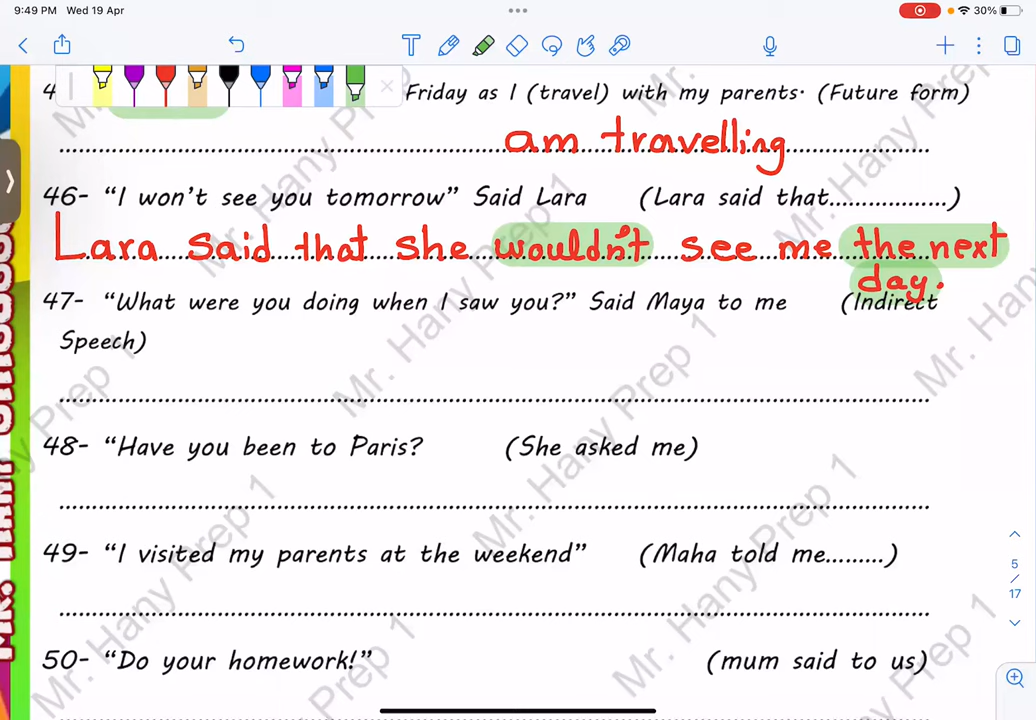 9:49 PM Wed 19 Apr
30%
4 Friday as I (travel) with my parents. (Future form)
am travelling
46- “I won’t see you tomorrow” Said Lara (Lara said that.................)
Lara said that she wouldn't see me the next
day.
47- “What were you doing when I saw you?” Said Maya to me (Indirect
Speech)
48- “Have you been to Paris? (She asked me)
49- “I visited my parents at the weekend” (Maha told me.........)
50- “Do your homework!” (mum said to us)
5
/
17
Mr. Hany Prep 1